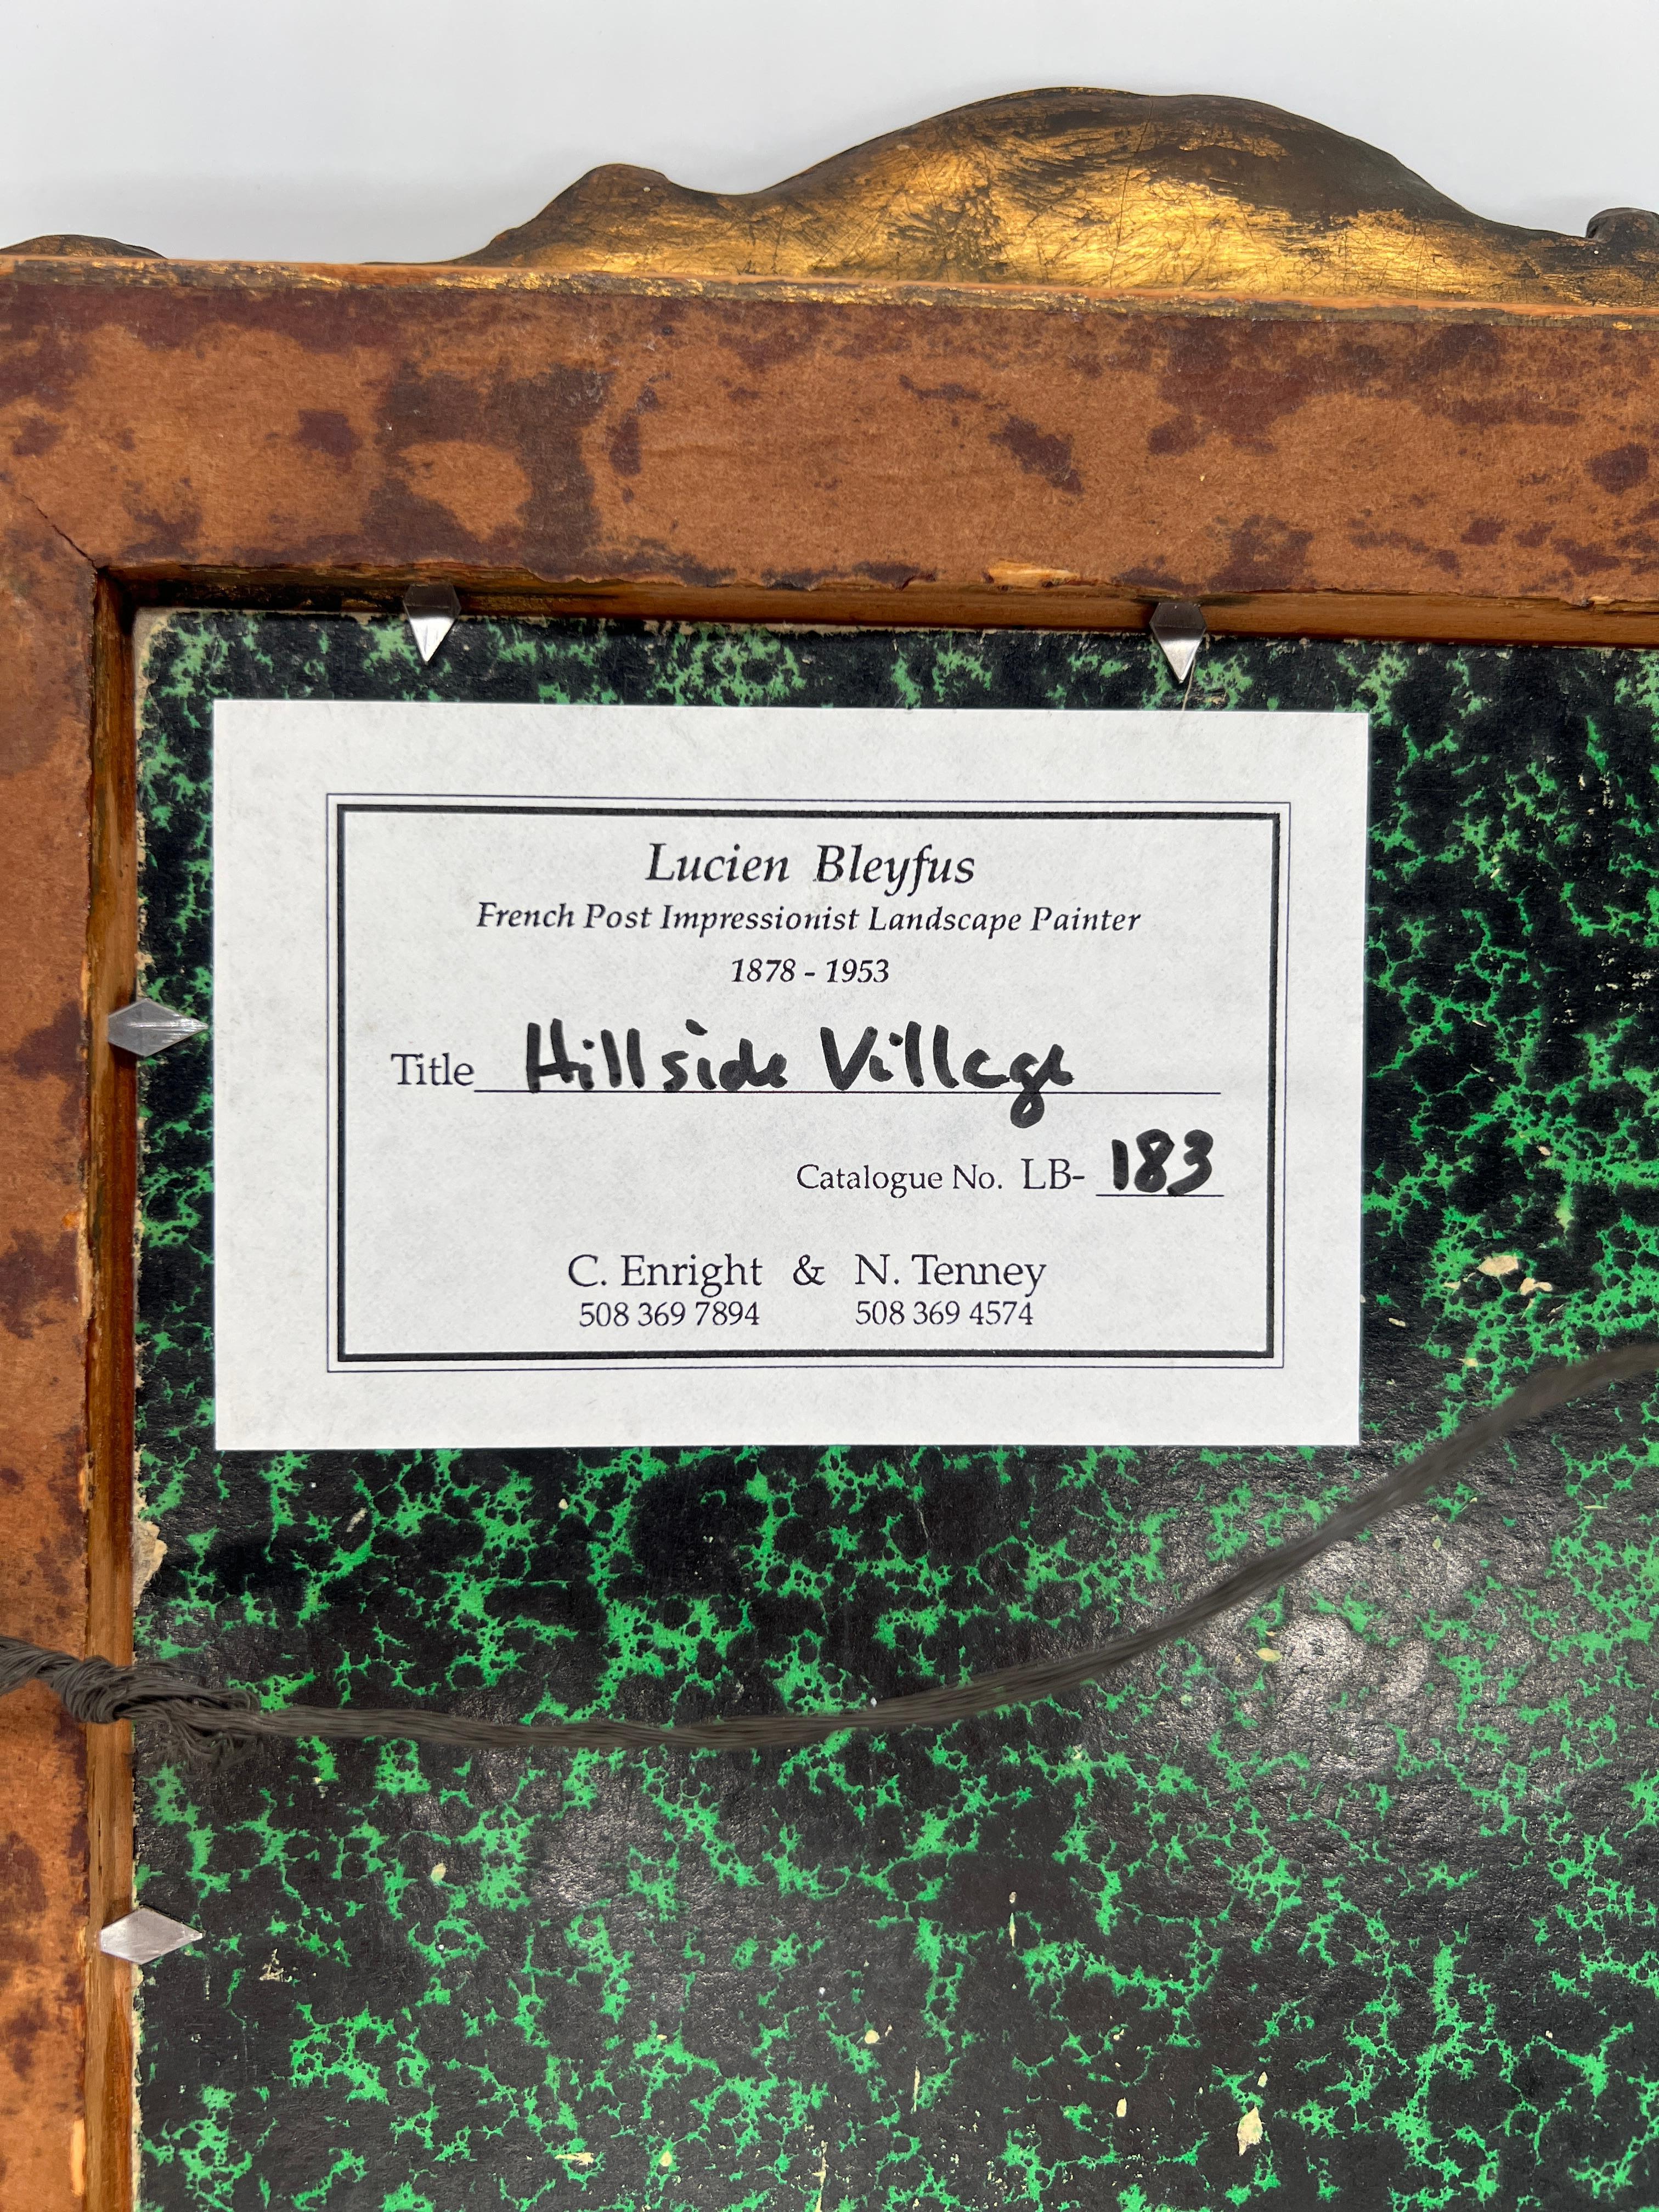 Lucien Bleyfus
French Post Impressionist Landscape Painter
1878 - 1953
Title Hillside Village
Catalogue No. LB- 183
C. Enright & N. Tenney
508 369 7894 508 369 4574